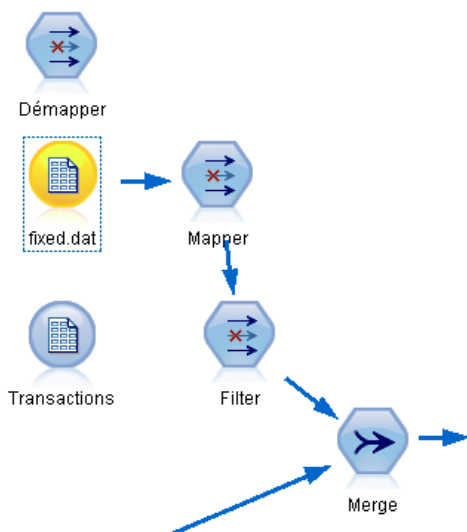 Démapper
fixed.dat
Mapper
Transactions
Filter
Merge